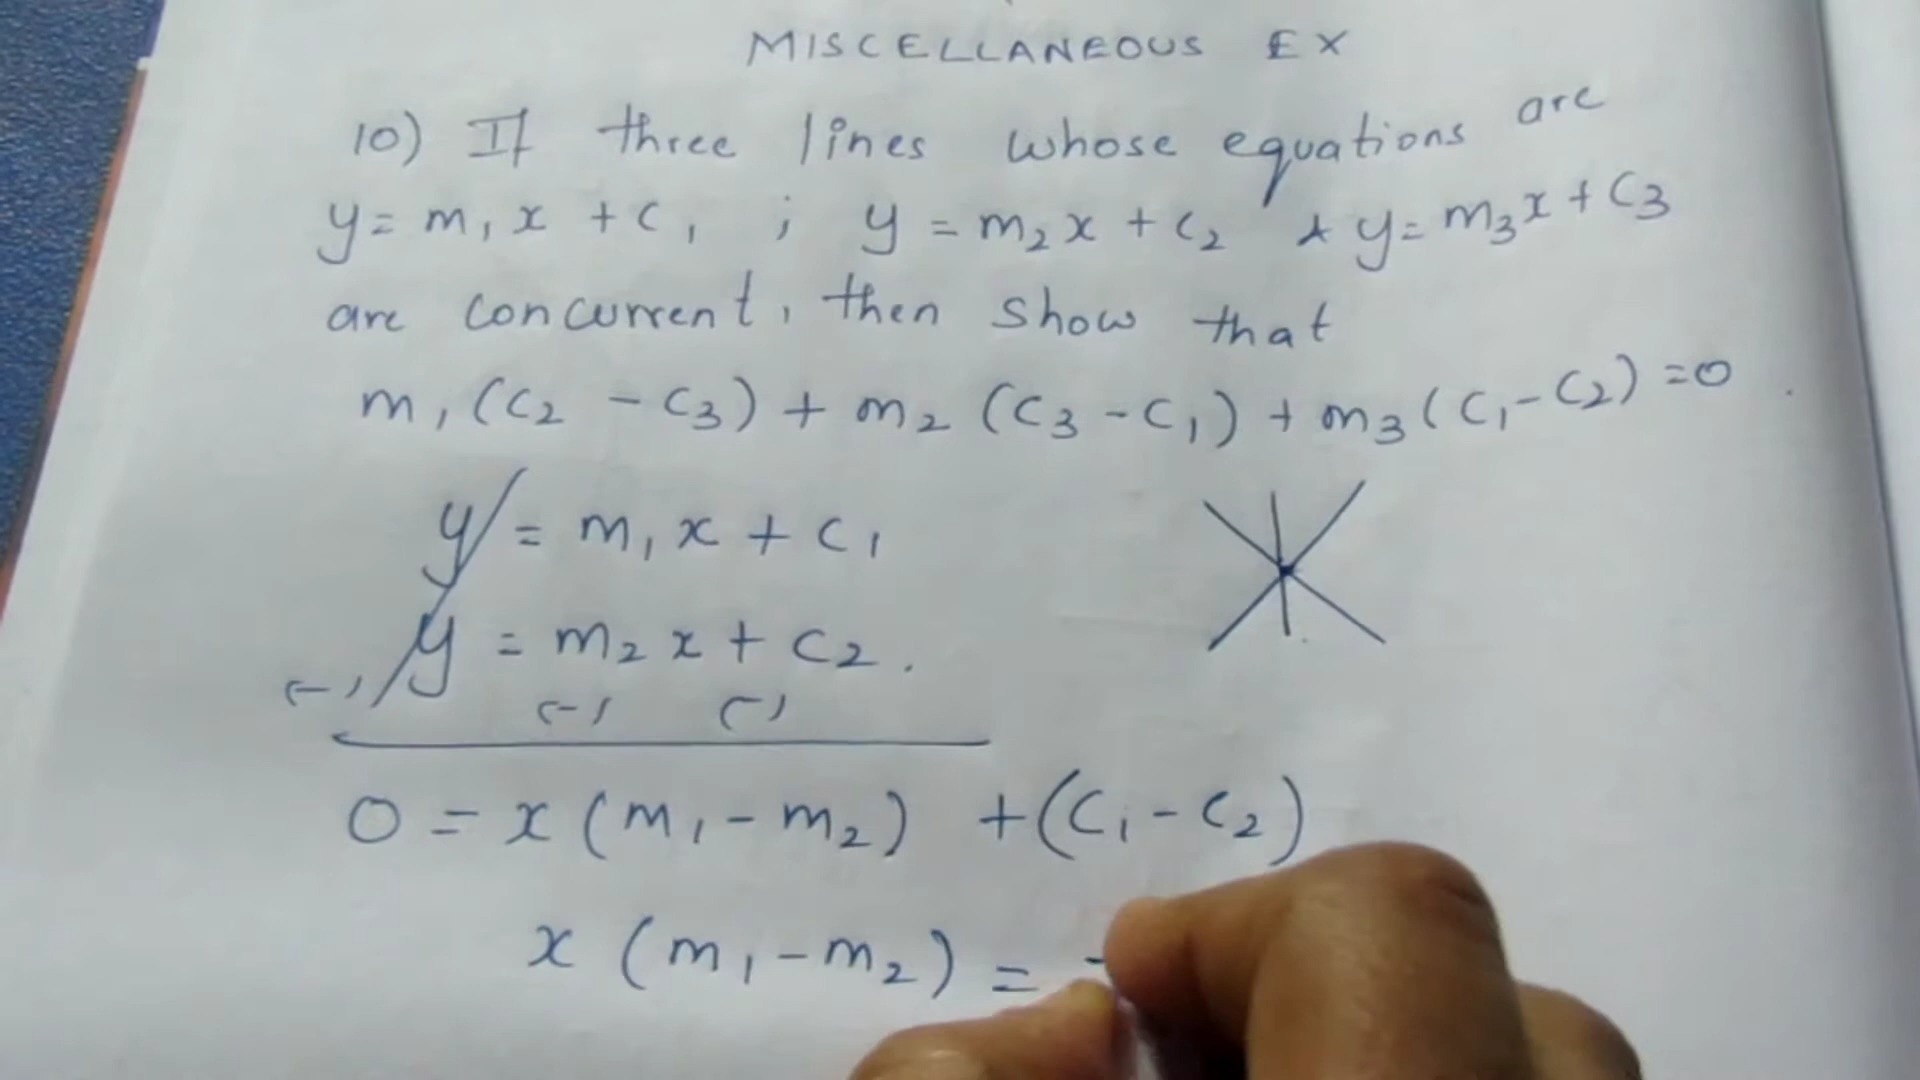 MISCELLANEOUS EX
10) If three lines whose equations are
y = m₁x + c₁ ; y = m₂x + c₂ & y = m₃x + c₃
are concurrent, then show that
m₁(c₂ - c₃) + m₂(c₃ - c₁) + m₃(c₁ - c₂) = 0
y = m₁x + c₁
y = m₂x + c₂.
(-) (-) (-)
0 = x(m₁ - m₂) + (c₁ - c₂)
x(m₁ - m₂) = -